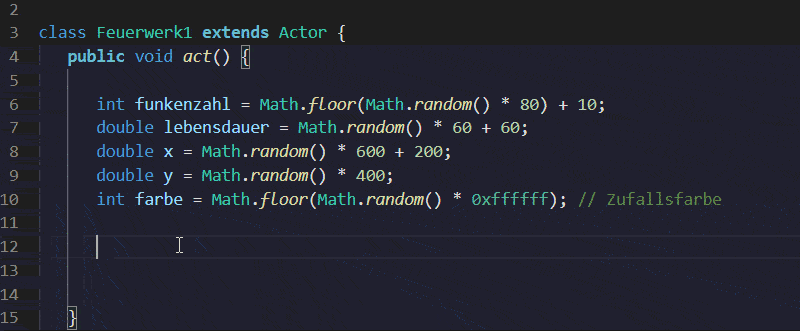 2
3 class Feuerwerk1 extends Actor {
4 public void act() {
5
6 int funkenzahl = Math.floor(Math.random() * 80) + 10;
7 double lebensdauer = Math.random() * 60 + 60;
8 double x = Math.random() * 600 + 200;
9 double y = Math.random() * 400;
10 int farbe = Math.floor(Math.random() * 0xffffff); // Zufallsfarbe
11
12
13
14
15 }